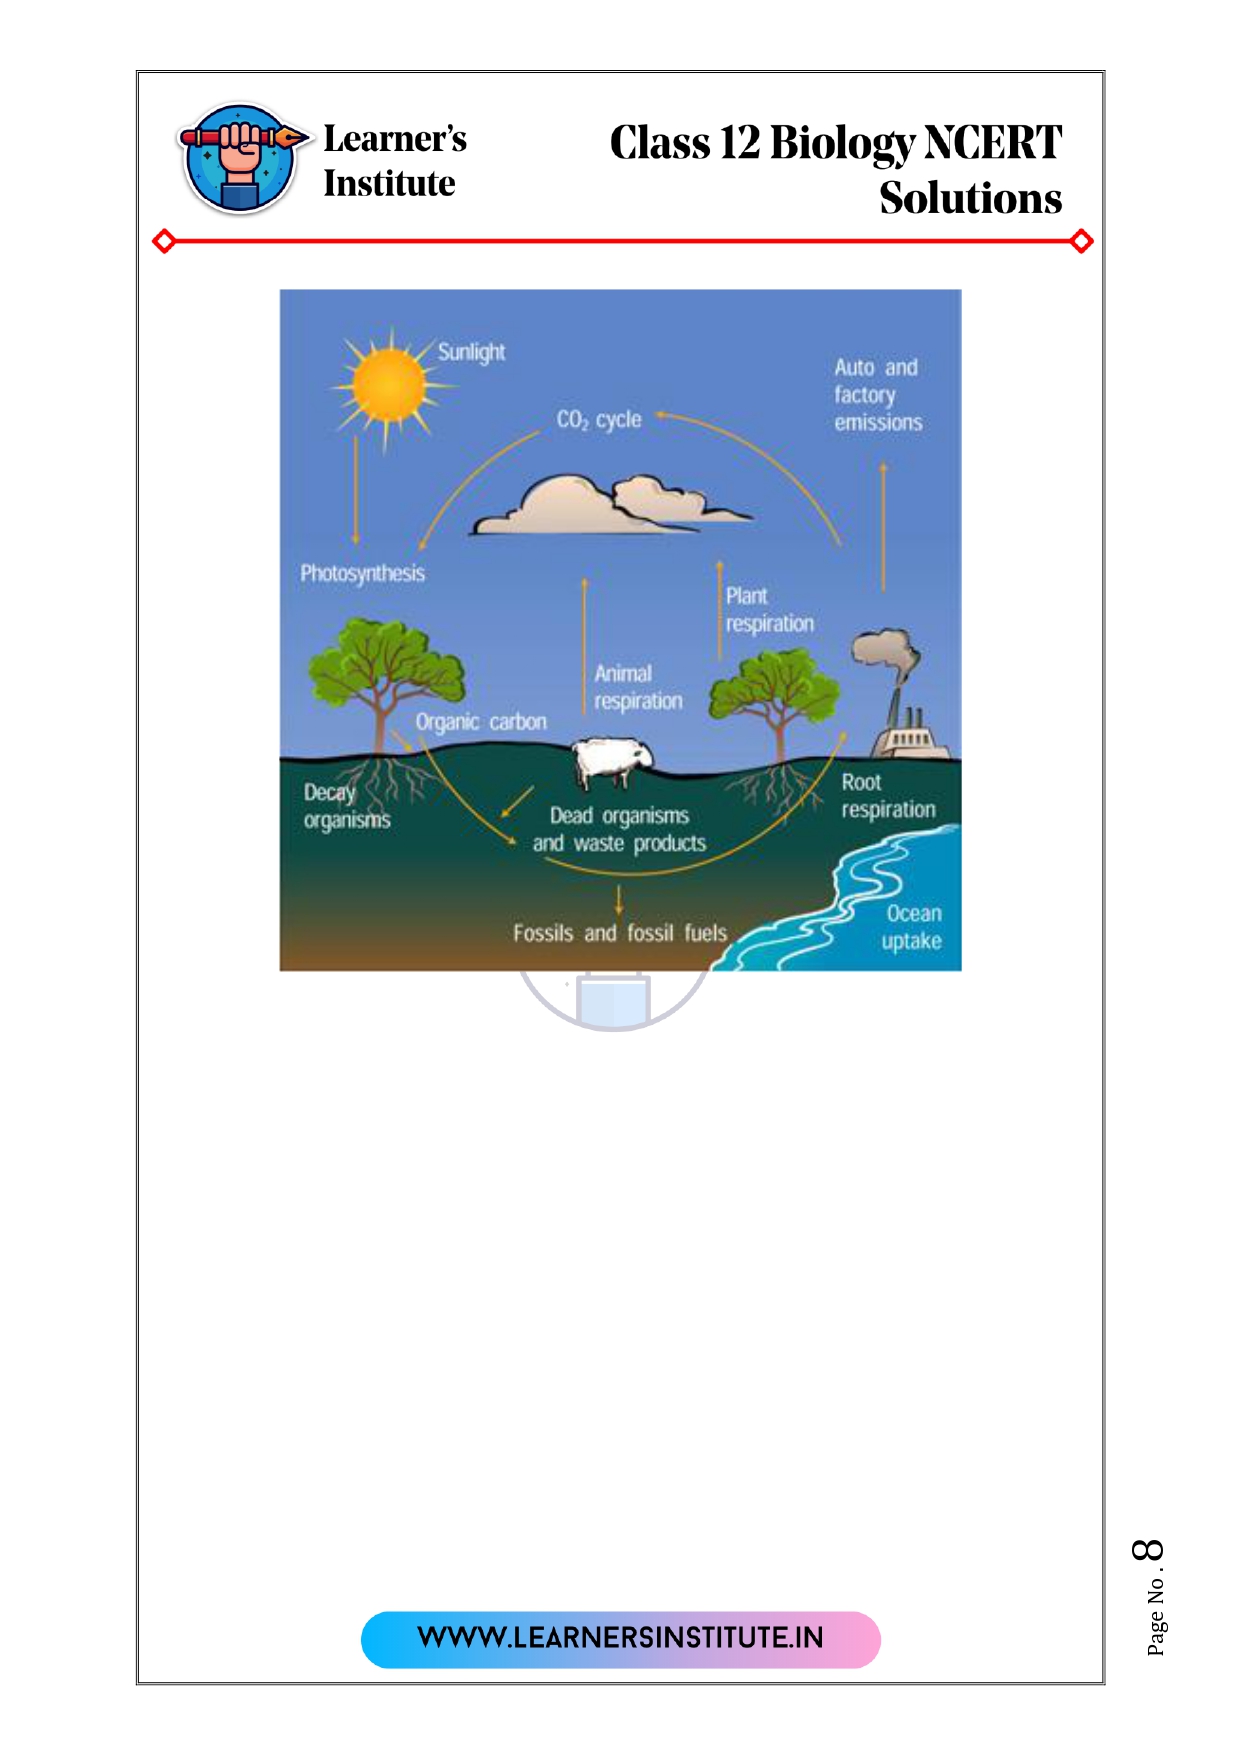 Learner's
Institute
Class 12 Biology NCERT
Solutions
Sunlight
Auto and
factory
emissions
CO₂ cycle
Photosynthesis
Plant
respiration
Animal
respiration
Organic carbon
Decay
organisms
Dead organisms
and waste products
Root
respiration
Fossils and fossil fuels
Ocean
uptake
Page No . 8
WWW.LEARNERSINSTITUTE.IN